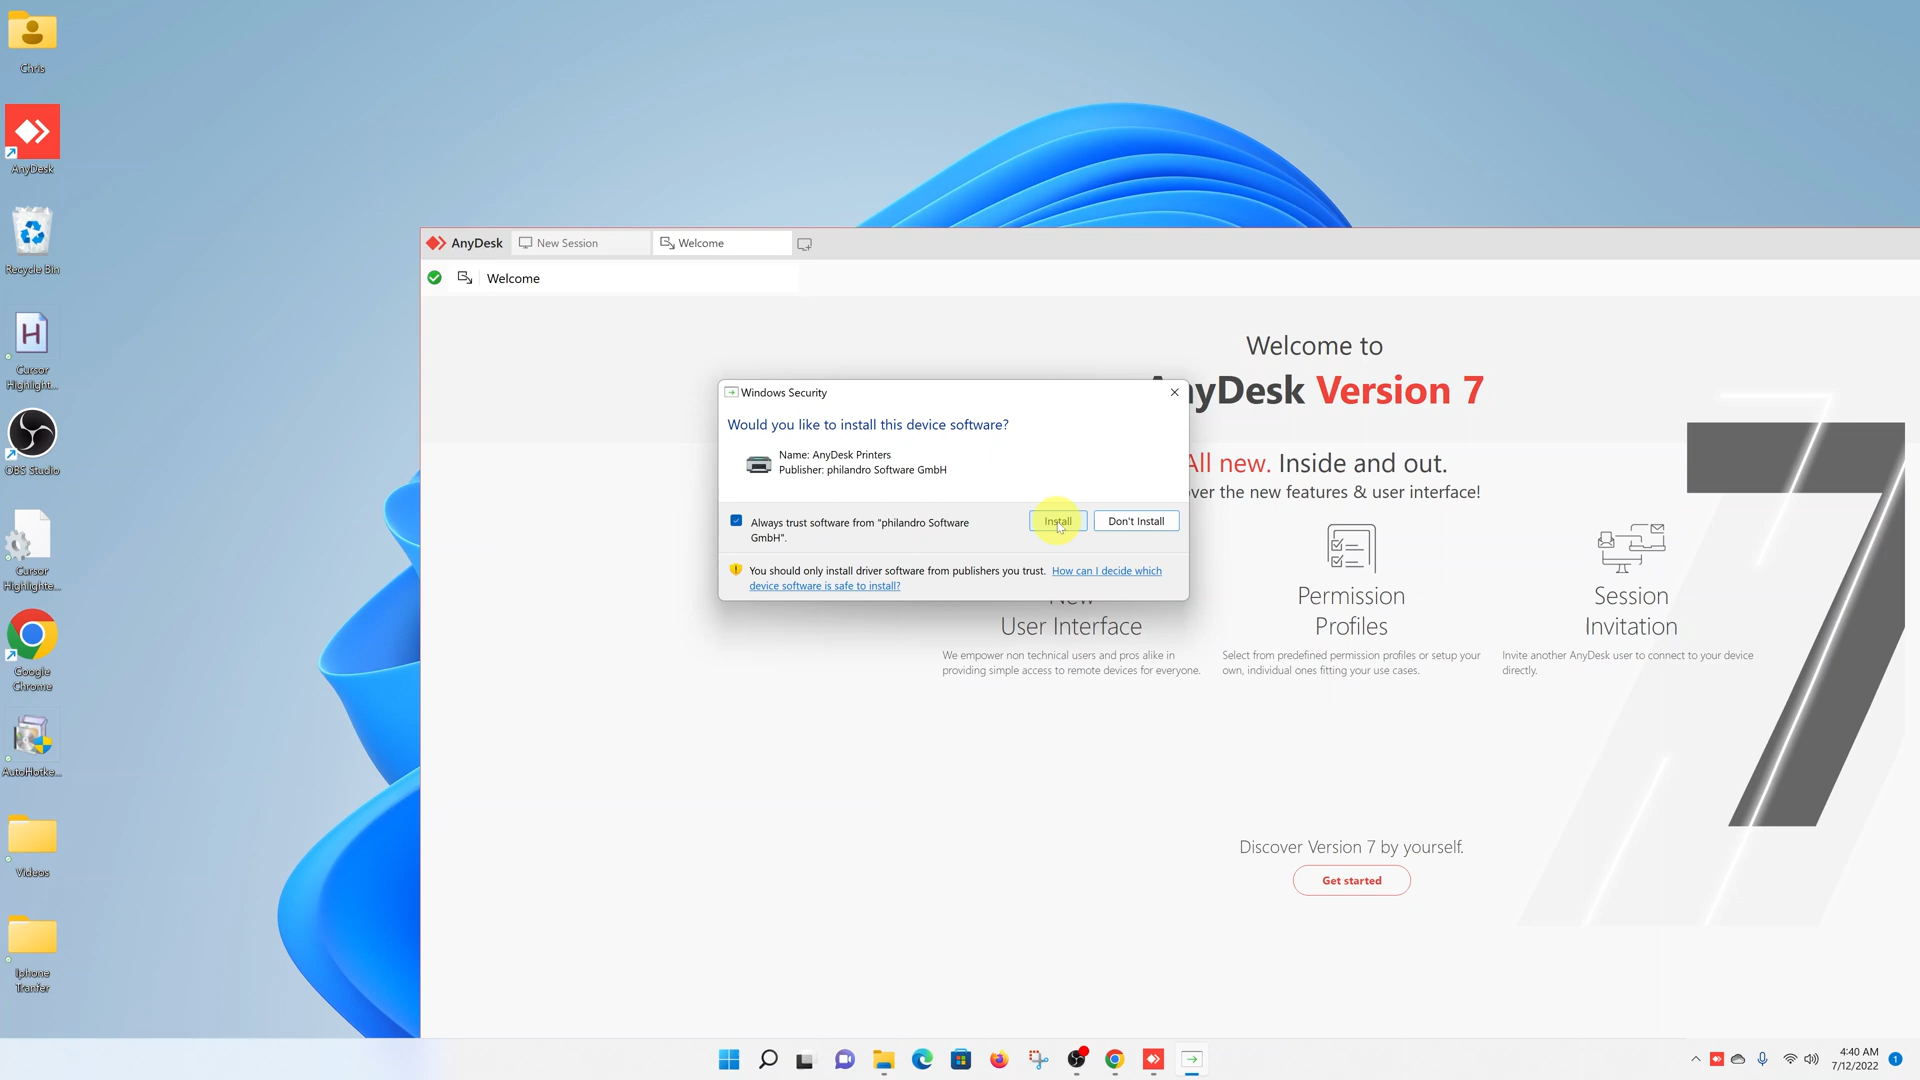 Chris
AnyDesk
Recycle Bin
Cursor
Highlight...
OBS Studio
Cursor
Highlighte...
Google
Chrome
AutoHotke...
Videos
Iphone
Tranfer
AnyDesk
New Session
Welcome
Welcome
Welcome to
AnyDesk Version 7
All new. Inside and out.
over the new features & user interface!
Windows Security
Would you like to install this device software?
Name: AnyDesk Printers
Publisher: philandro Software GmbH
Always trust software from "philandro Software
GmbH".
Install
Don't Install
You should only install driver software from publishers you trust. How can I decide which
device software is safe to install?
New
User Interface
We empower non technical users and pros alike in
providing simple access to remote devices for everyone.
Permission
Profiles
Select from predefined permission profiles or setup your
own, individual ones fitting your use cases.
Session
Invitation
Invite another AnyDesk user to connect to your device
directly.
7
Discover Version 7 by yourself.
Get started
4:40 AM
7/12/2022
1